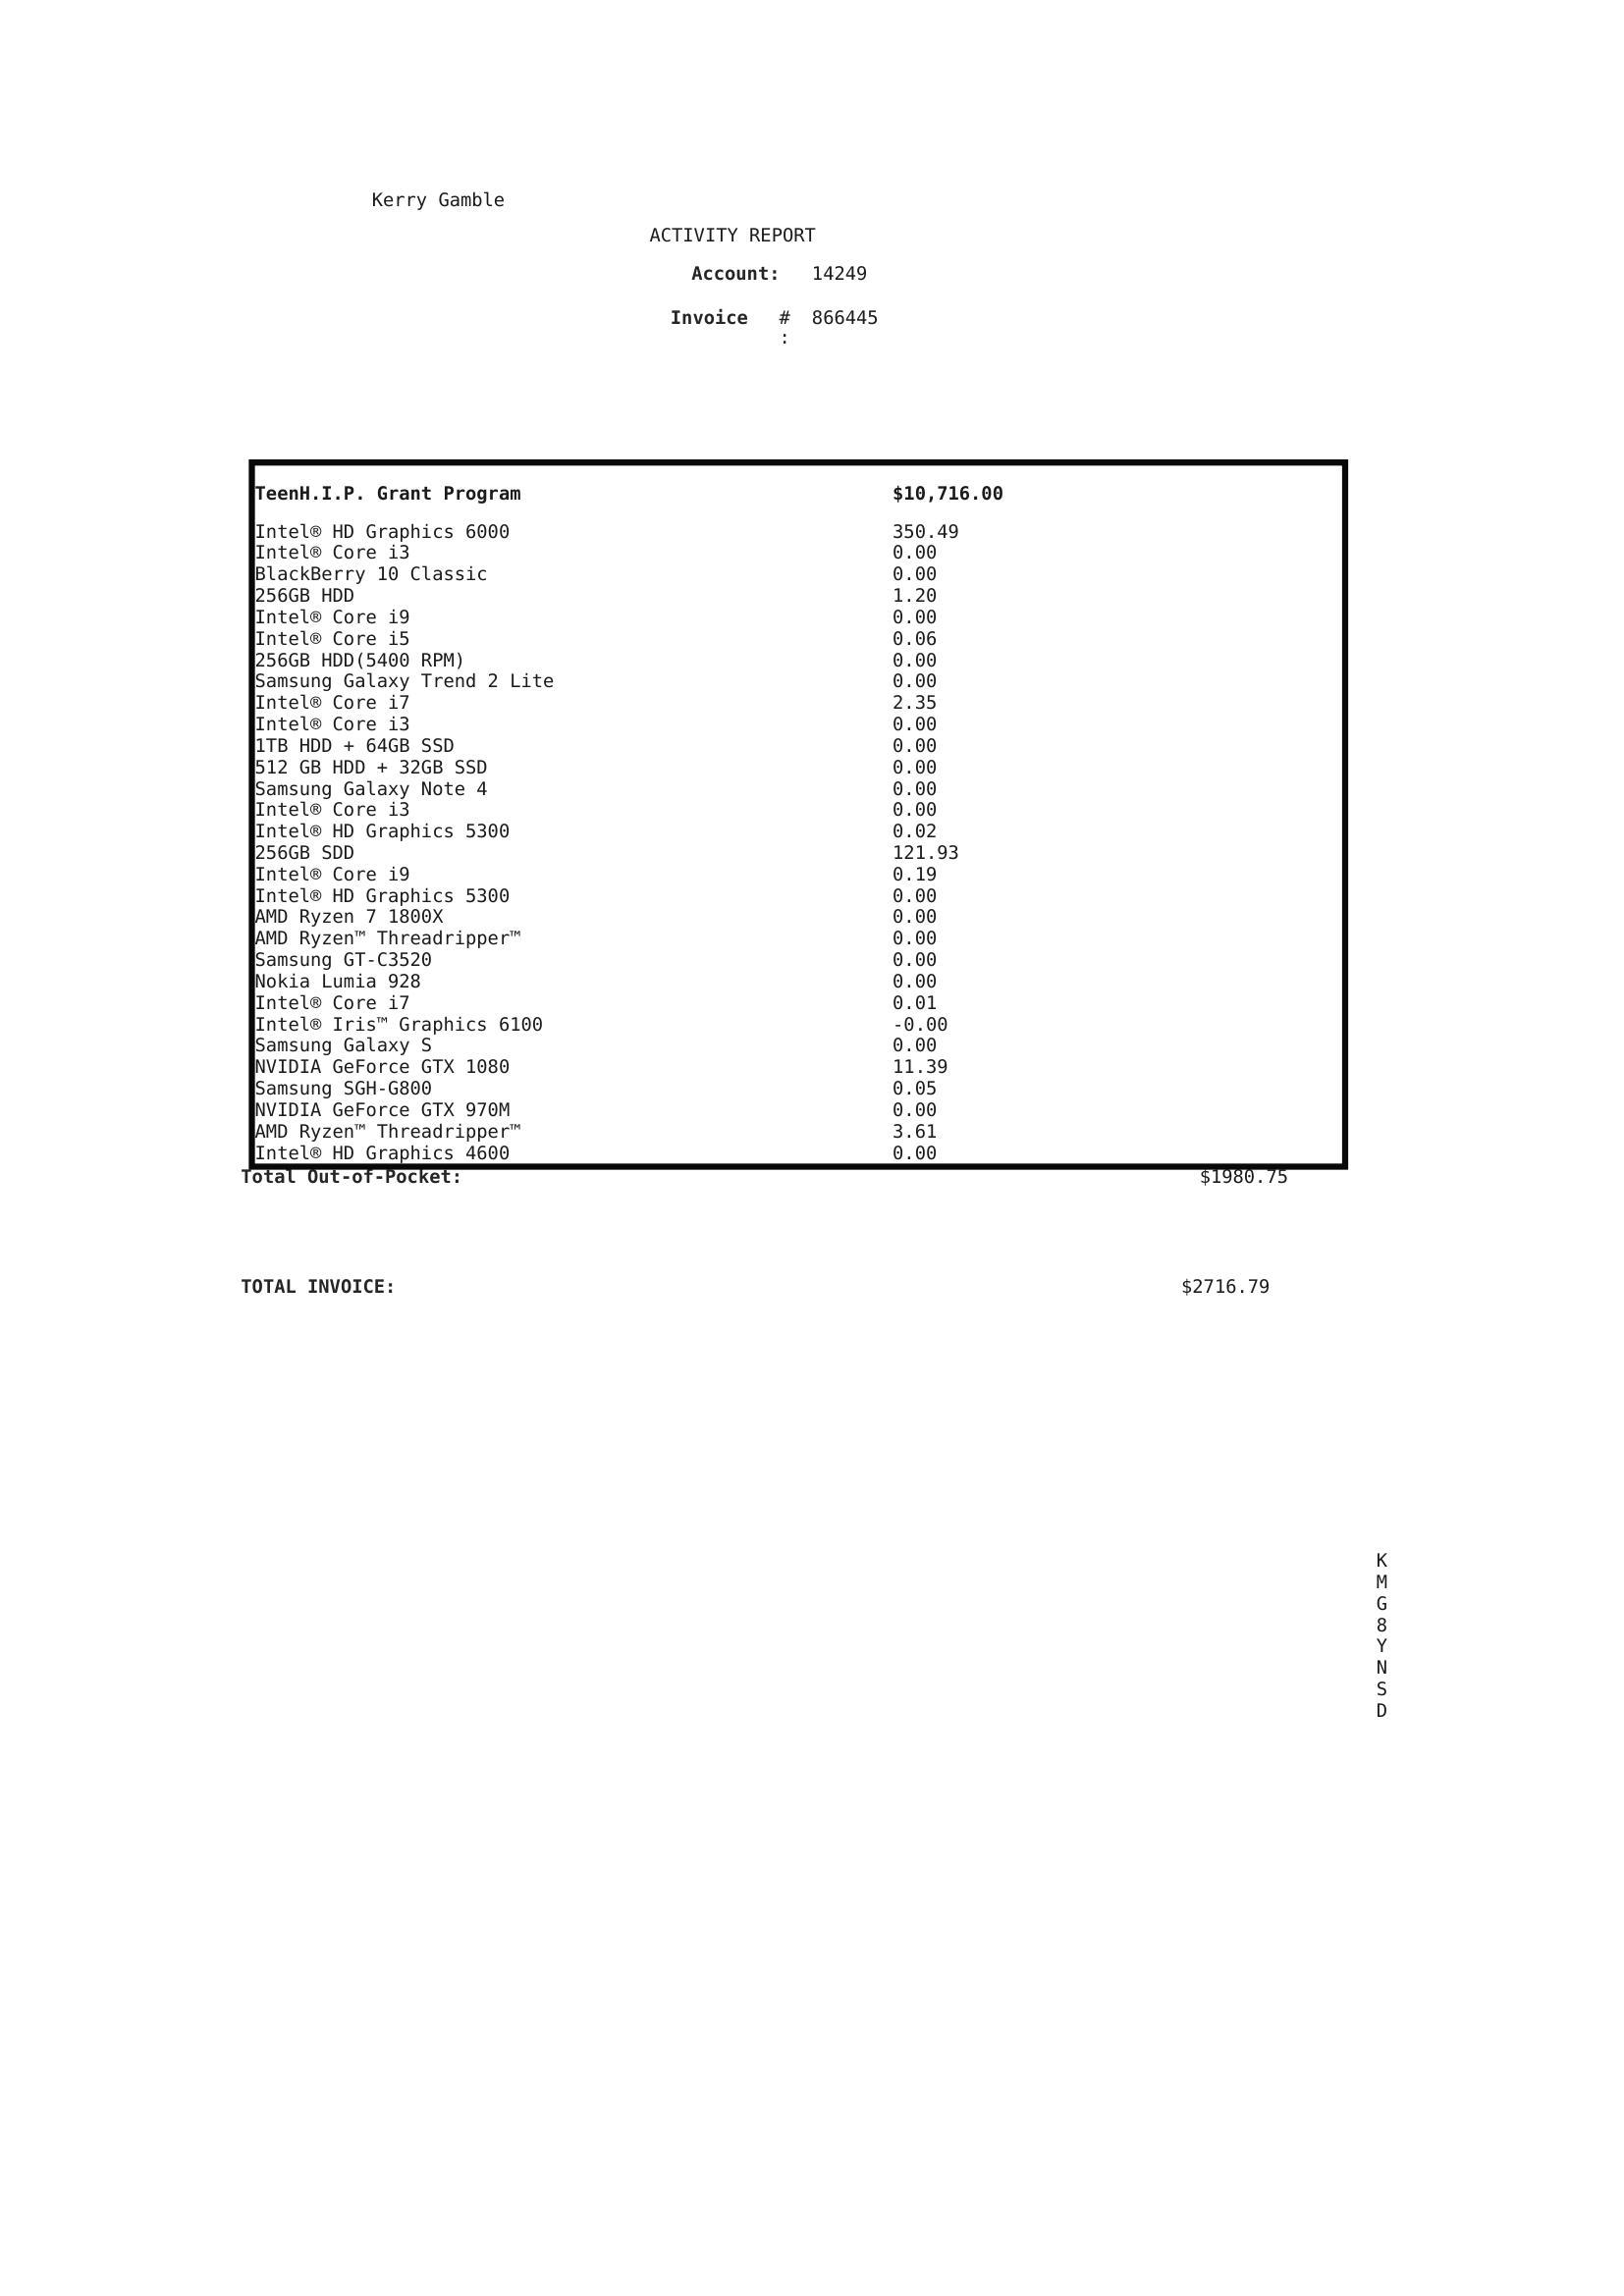 Kerry Gamble
ACTIVITY REPORT
Account: 14249
Invoice # 866445
:
TeenH.I.P. Grant Program $10,716.00
Intel® HD Graphics 6000 350.49
Intel® Core i3 0.00
BlackBerry 10 Classic 0.00
256GB HDD 1.20
Intel® Core i9 0.00
Intel® Core i5 0.06
256GB HDD(5400 RPM) 0.00
Samsung Galaxy Trend 2 Lite 0.00
Intel® Core i7 2.35
Intel® Core i3 0.00
1TB HDD + 64GB SSD 0.00
512 GB HDD + 32GB SSD 0.00
Samsung Galaxy Note 4 0.00
Intel® Core i3 0.00
Intel® HD Graphics 5300 0.02
256GB SDD 121.93
Intel® Core i9 0.19
Intel® HD Graphics 5300 0.00
AMD Ryzen 7 1800X 0.00
AMD Ryzen™ Threadripper™ 0.00
Samsung GT-C3520 0.00
Nokia Lumia 928 0.00
Intel® Core i7 0.01
Intel® Iris™ Graphics 6100 -0.00
Samsung Galaxy S 0.00
NVIDIA GeForce GTX 1080 11.39
Samsung SGH-G800 0.05
NVIDIA GeForce GTX 970M 0.00
AMD Ryzen™ Threadripper™ 3.61
Intel® HD Graphics 4600 0.00
Total Out-of-Pocket: $1980.75
TOTAL INVOICE: $2716.79
K
M
G
8
Y
N
S
D